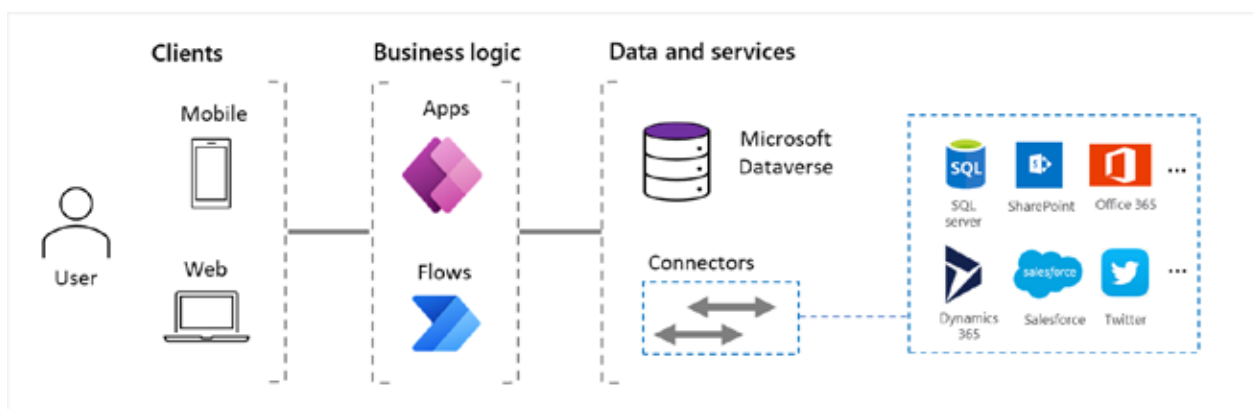 Clients
Business logic
Data and services
Mobile
Apps
Microsoft
Dataverse
SQL
SQL
server
SharePoint
Office 365
...
User
Web
Flows
Connectors
salesforce
Dynamics
365
Salesforce
Twitter
...